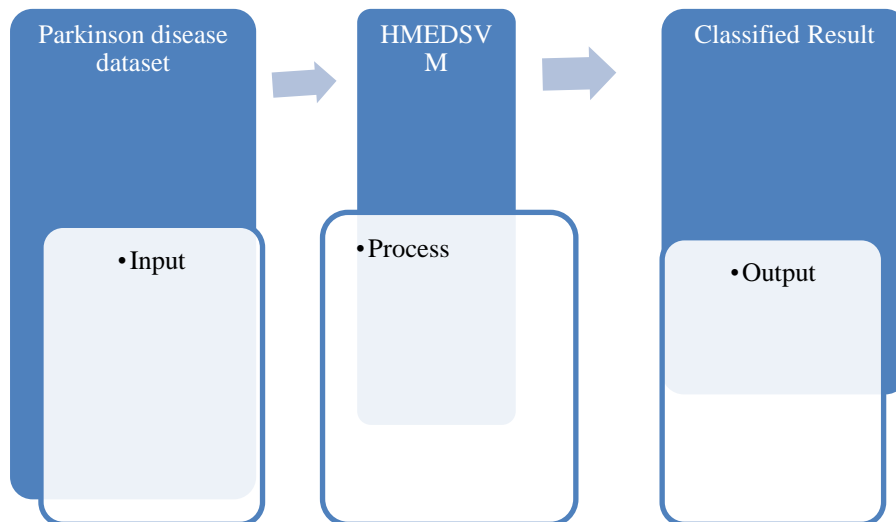 Parkinson disease
dataset
• Input
HMEDSV
M
• Process
Classified Result
• Output